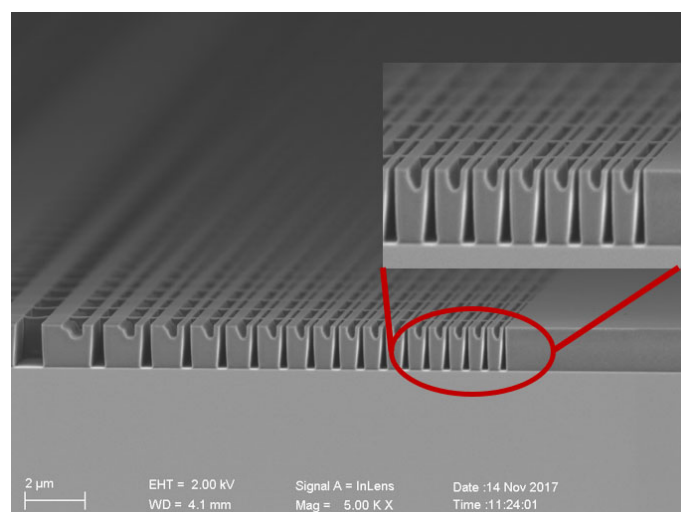 2 µm
EHT = 2.00 kV
Signal A = InLens
Date :14 Nov 2017
WD = 4.1 mm
Mag = 5.00 K X
Time :11:24:01